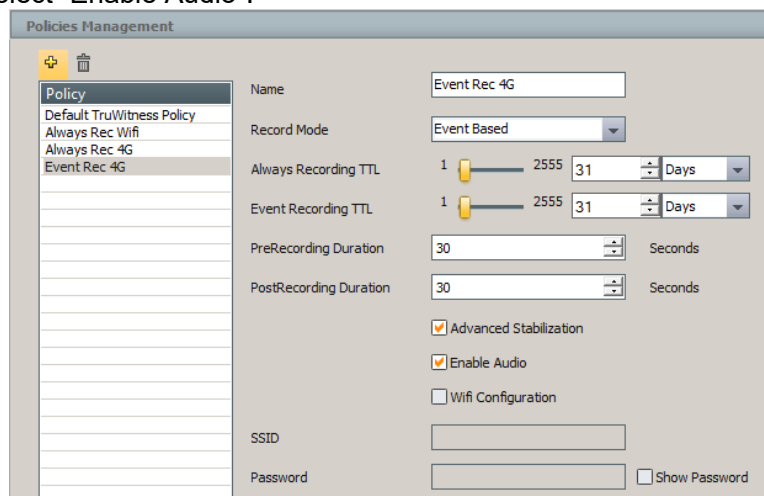 Enable Audio
Policies Management
Policy
Default TruWitness Policy
Always Rec Wifi
Always Rec 4G
Event Rec 4G
Name
Event Rec 4G
Record Mode
Event Based
Always Recording TTL
1
2555
31
Days
Event Recording TTL
1
2555
31
Days
PreRecording Duration
30
Seconds
PostRecording Duration
30
Seconds
Advanced Stabilization
Enable Audio
Wifi Configuration
SSID
Password
Show Password